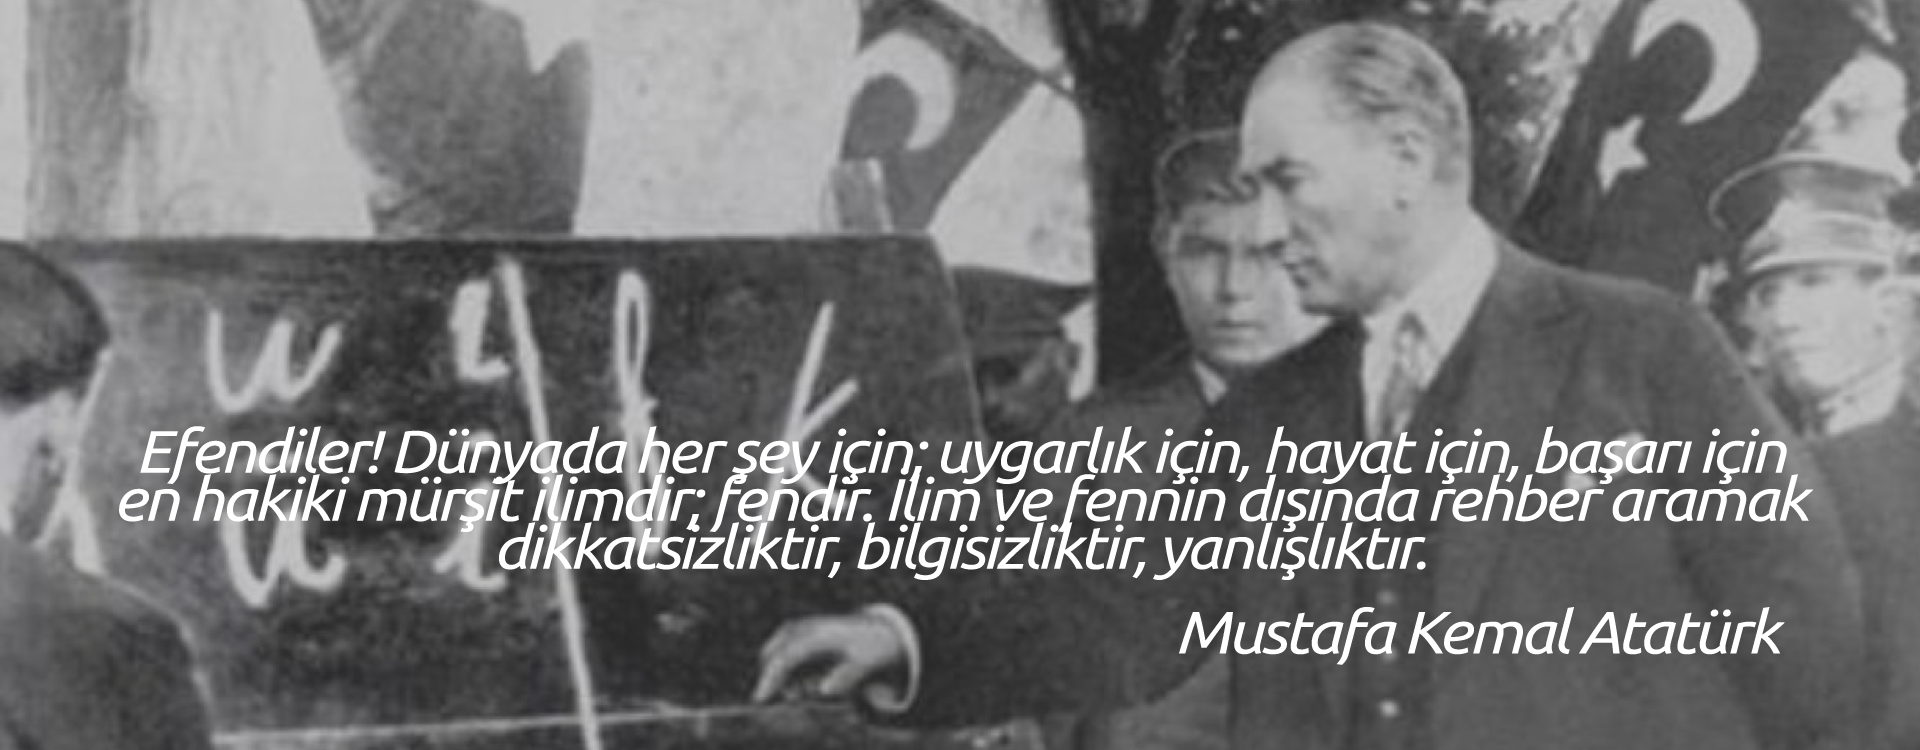 Efendiler! Dünyada her şey için; uygarlık için, hayat için, başarı için
en hakiki mürşit ilimdir; fendir. İlim ve fennin dışında rehber aramak
dikkatsizliktir, bilgisizliktir, yanlışlıktır.
Mustafa Kemal Atatürk